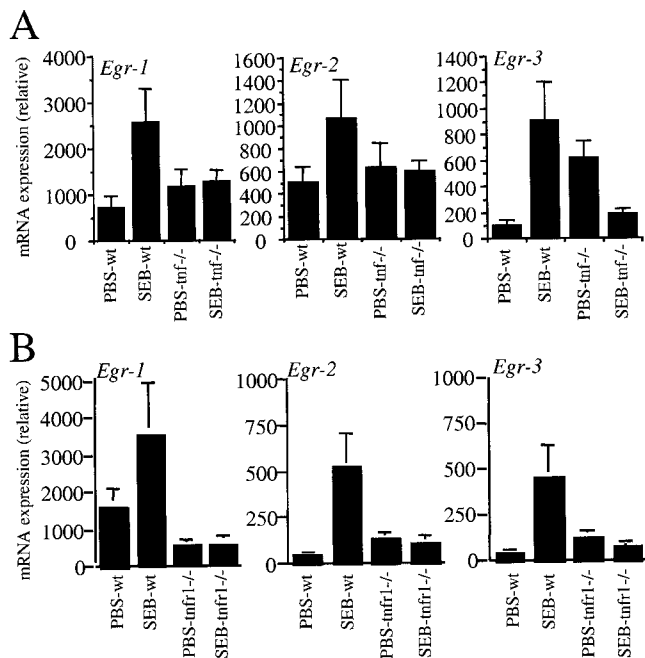 A
Egr-1
Egr-2
Egr-3
mRNA expression (relative)
4000
3000
2000
1000
0
1600
1400
1200
1000
800
600
400
200
0
1400
1200
1000
800
600
400
200
0
PBS-wt
SEB-wt
PBS-tnf-/-
SEB-tnf-/-
PBS-wt
SEB-wt
PBS-tnf-/-
SEB-tnf-/-
PBS-wt
SEB-wt
PBS-tnf-/-
SEB-tnf-/-
B
Egr-1
Egr-2
Egr-3
mRNA expression (relative)
5000
4000
3000
2000
1000
0
1000
750
500
250
0
1000
750
500
250
0
PBS-wt
SEB-wt
PBS-tnfr1-/-
SEB-tnfr1-/-
PBS-wt
SEB-wt
PBS-tnfr1-/-
SEB-tnfr1-/-
PBS-wt
SEB-wt
PBS-tnfr1-/-
SEB-tnfr1-/-